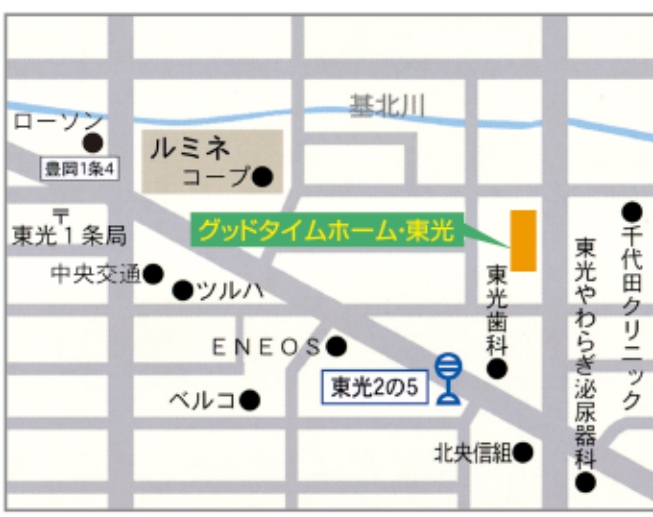 基北川
ローソン
豊岡1条4
ルミネ
コープ
〒
東光1条局
グッドタイムホーム・東光
中央交通
ツルハ
ENEOS
東光2の5
ベルコ
北央信組
東光歯科
東光やわらぎ泌尿器科
千代田クリニック